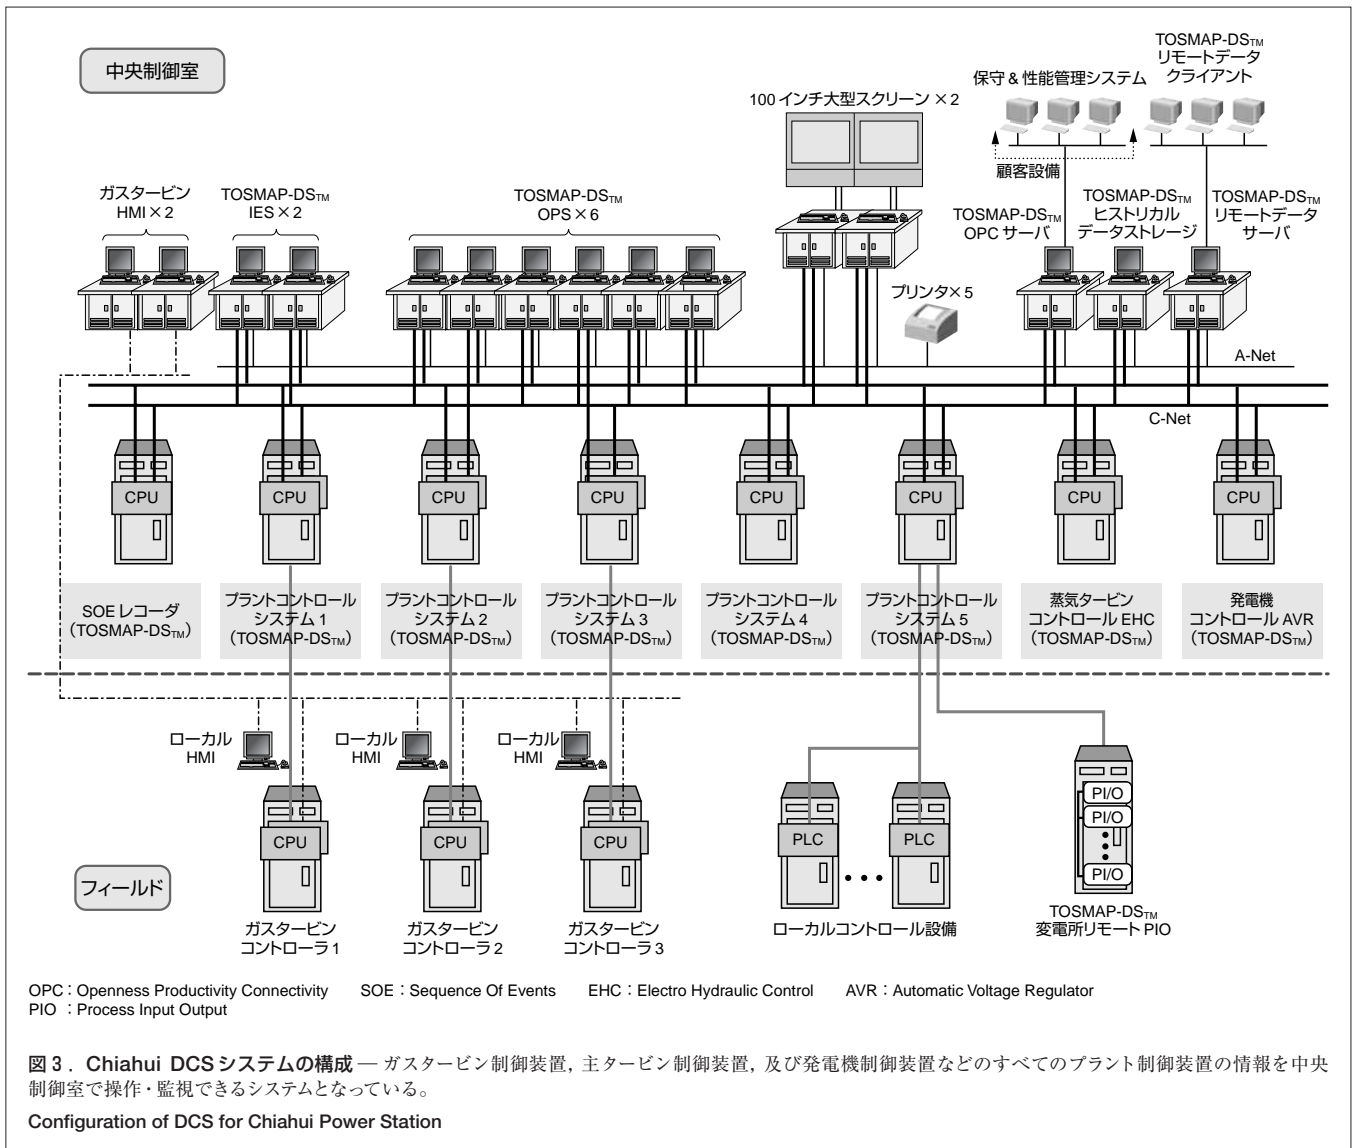 中央制御室
TOSMAP-DSTM
リモートデータ
クライアント
保守 & 性能管理システム
100 インチ大型スクリーン ×2
顧客設備
ガスタービン
HMI×2
TOSMAP-DSTM
IES×2
TOSMAP-DSTM
OPS×6
TOSMAP-DSTM
OPC サーバ
TOSMAP-DSTM
ヒストリカル
データストレージ
TOSMAP-DSTM
リモートデータ
サーバ
プリンタ×5
A-Net
C-Net
CPU
CPU
CPU
CPU
CPU
CPU
CPU
CPU
SOE レコーダ
(TOSMAP-DSTM)
プラントコントロール
システム 1
(TOSMAP-DSTM)
プラントコントロール
システム 2
(TOSMAP-DSTM)
プラントコントロール
システム 3
(TOSMAP-DSTM)
プラントコントロール
システム 4
(TOSMAP-DSTM)
プラントコントロール
システム 5
(TOSMAP-DSTM)
蒸気タービン
コントロール EHC
(TOSMAP-DSTM)
発電機
コントロール AVR
(TOSMAP-DSTM)
ローカル
HMI
ローカル
HMI
ローカル
HMI
CPU
CPU
CPU
PLC
PLC
PI/O
PI/O
PI/O
フィールド
ガスタービン
コントローラ 1
ガスタービン
コントローラ 2
ガスタービン
コントローラ 3
ローカルコントロール設備
TOSMAP-DSTM
変電所リモート PIO
OPC：Openness Productivity Connectivity SOE：Sequence Of Events EHC：Electro Hydraulic Control AVR：Automatic Voltage Regulator
PIO ：Process Input Output
図 3． Chiahui DCS システムの構成 — ガスタービン制御装置，主タービン制御装置，及び発電機制御装置などのすべてのプラント制御装置の情報を中央
制御室で操作・監視できるシステムとなっている。
Configuration of DCS for Chiahui Power Station